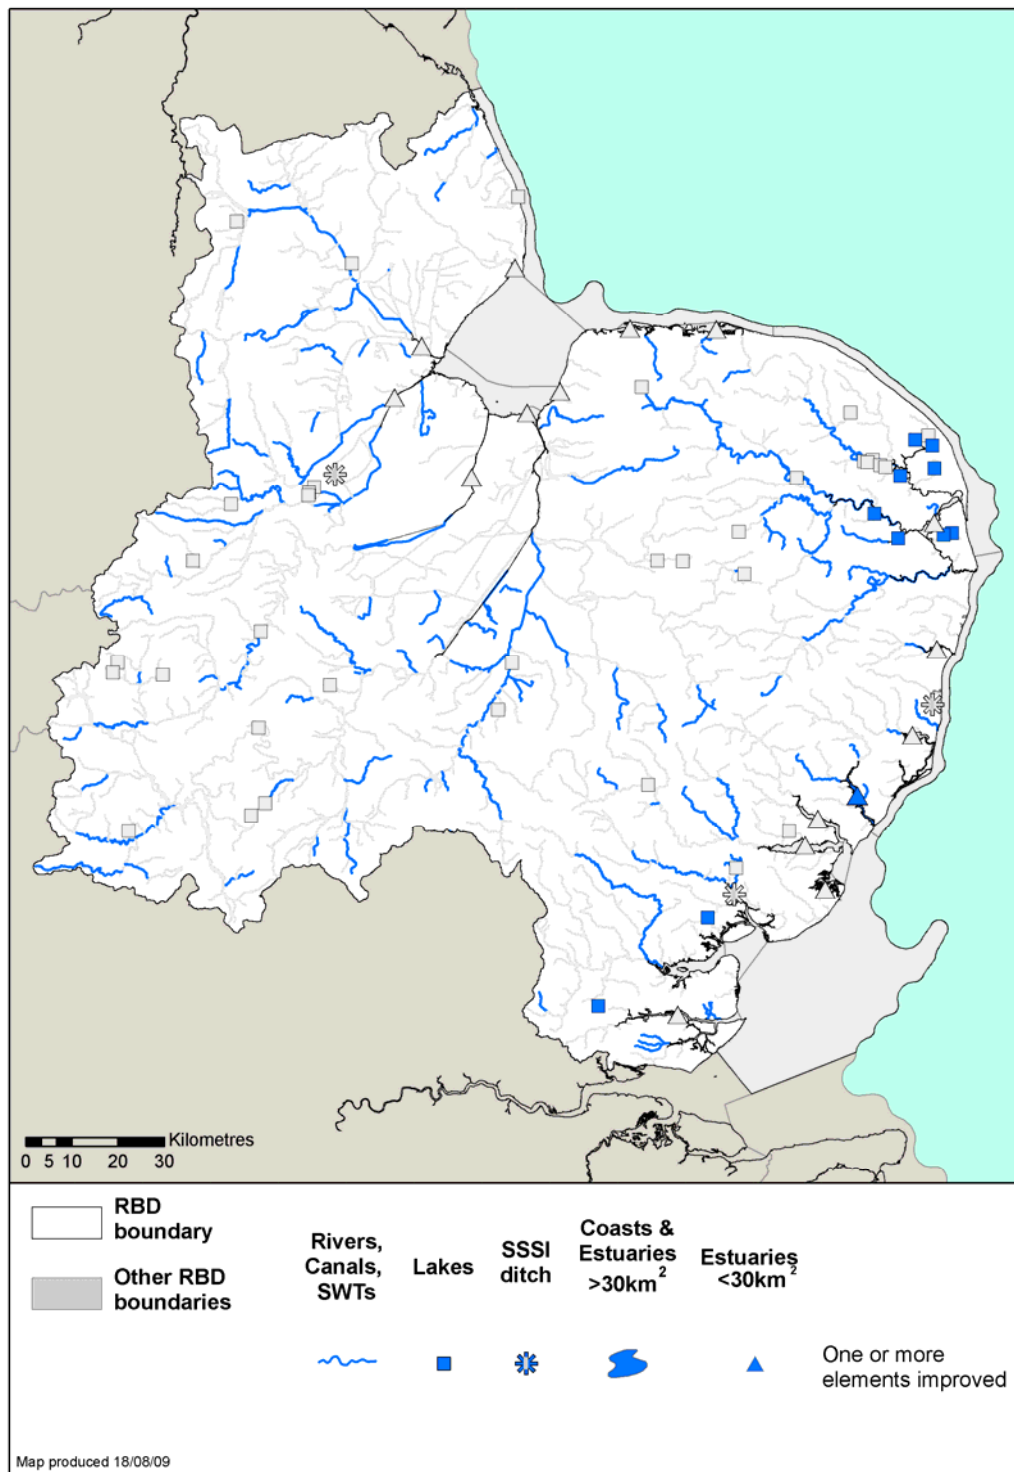 Kilometres
0 5 10 20 30
RBD
boundary
Other RBD
boundaries
Rivers,
Canals,
SWTs
Lakes
SSSI
ditch
Coasts &
Estuaries
>30km²
Estuaries
<30km²
One or more
elements improved
Map produced 18/08/09